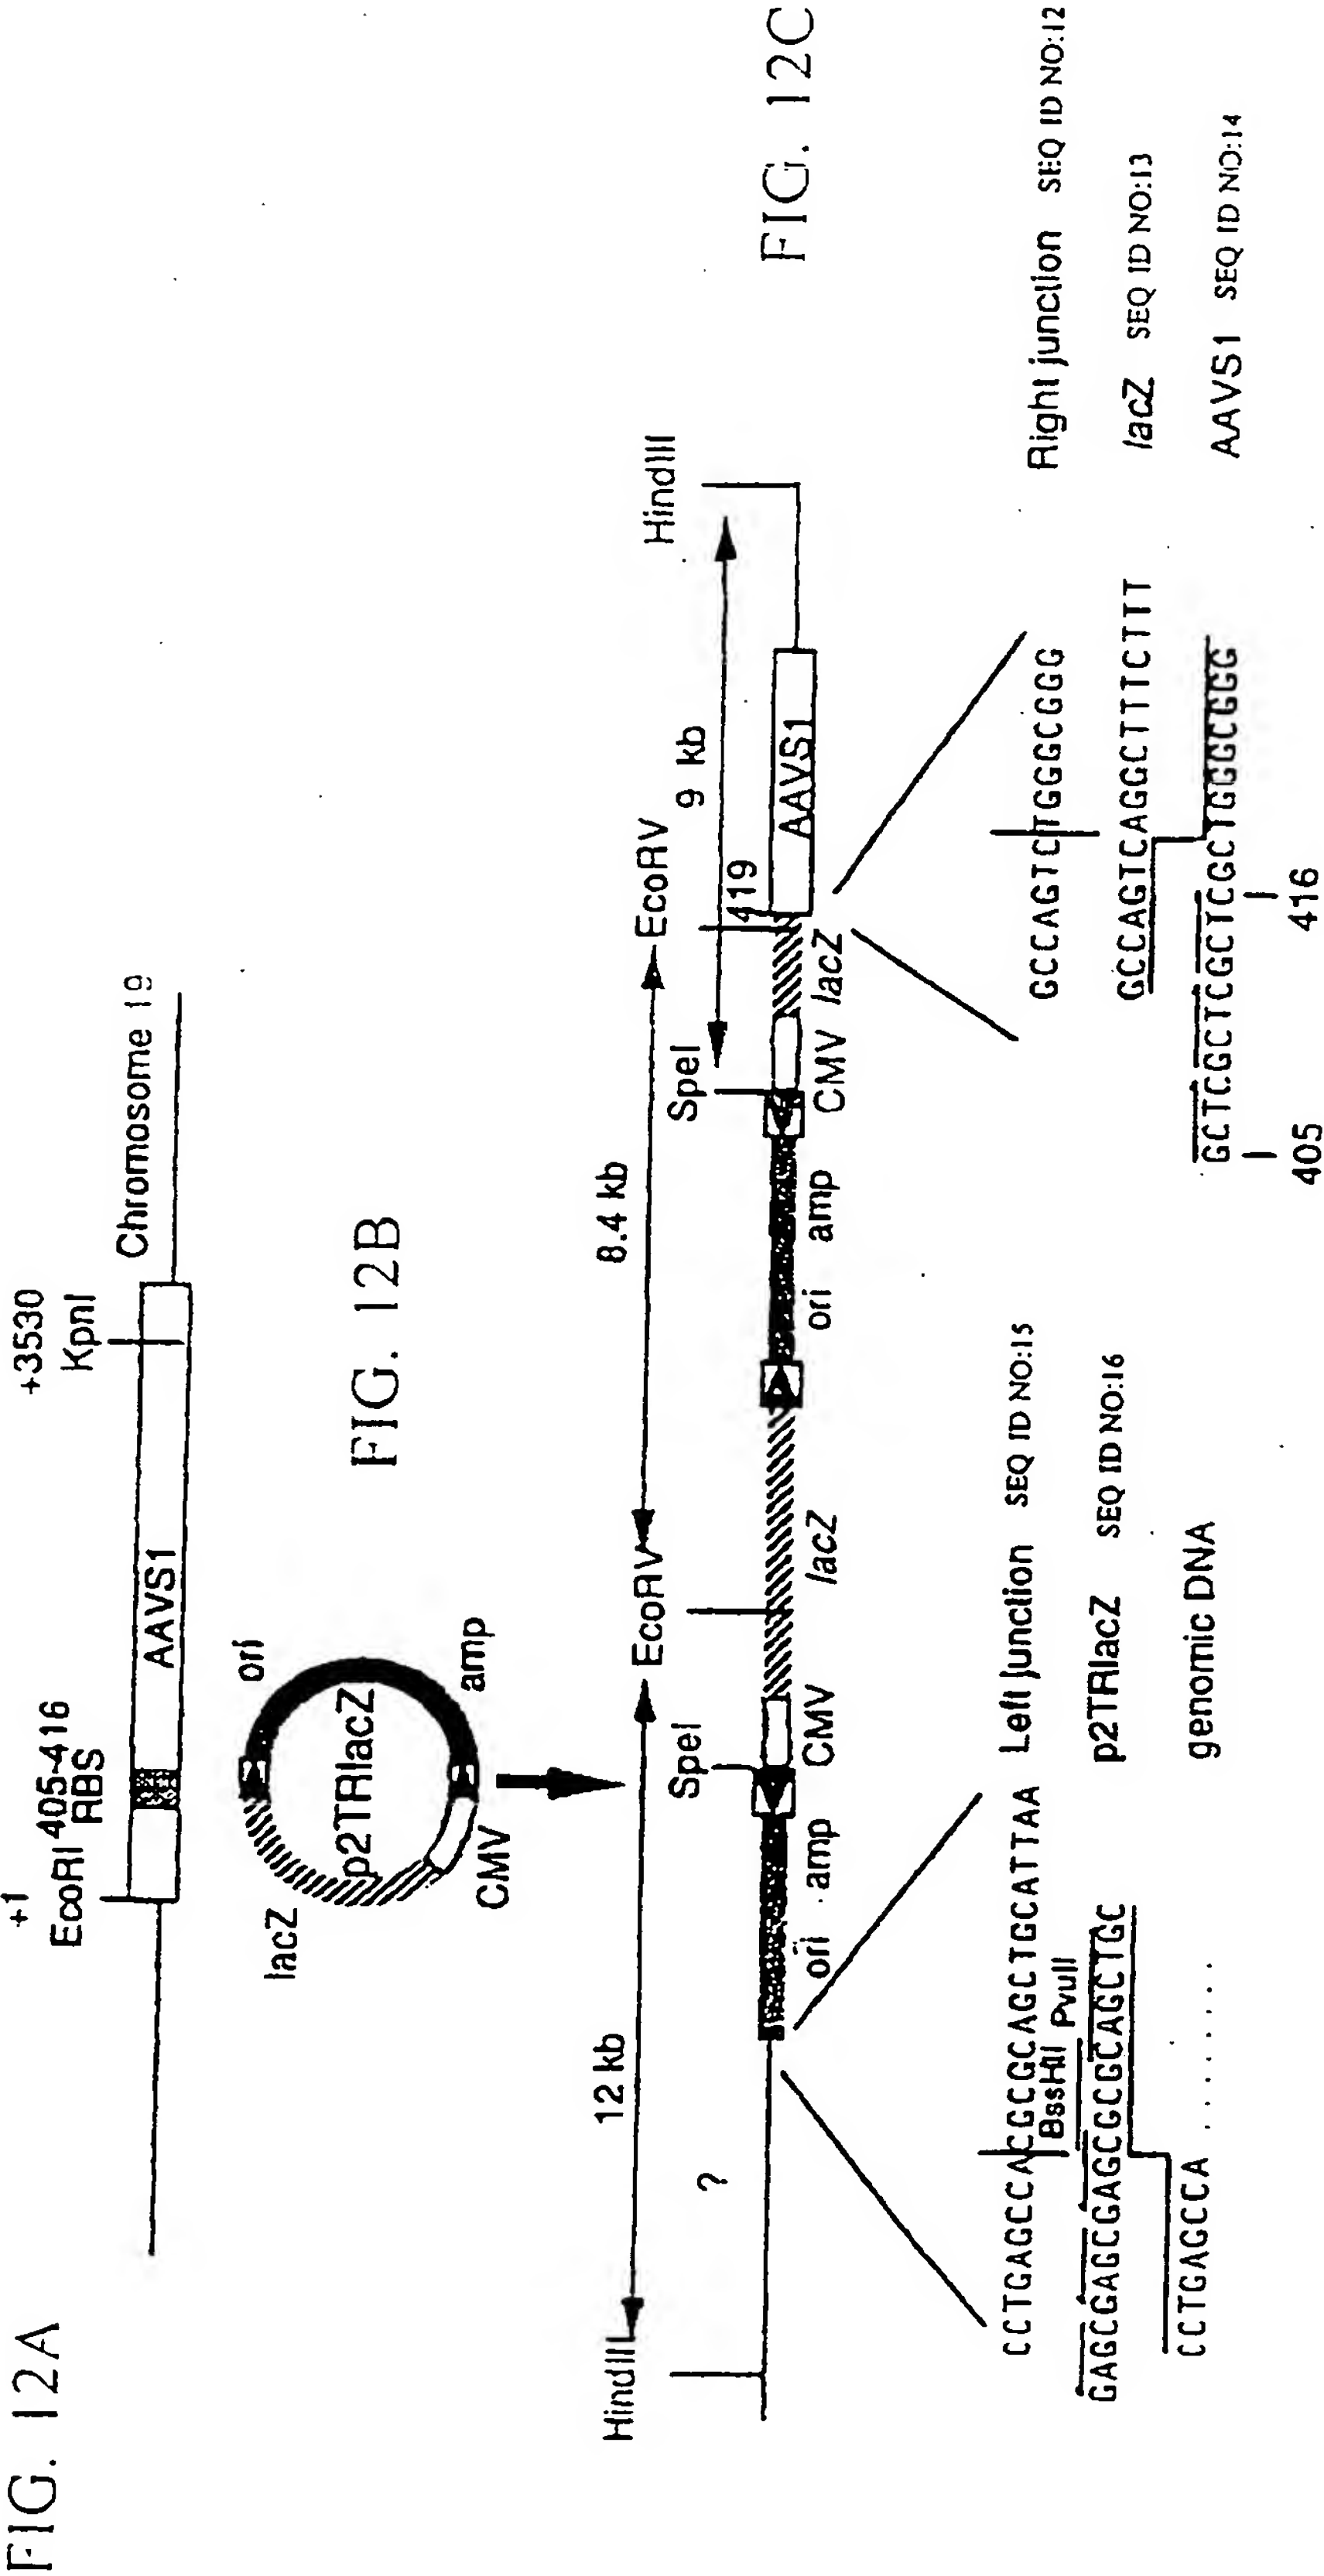 FIG. 12A
+1
EcoRI 405-416
RBS
AAVS1
+3530
KpnI
Chromosome 19
FIG. 12B
lacZ
ori
p2TRlacZ
CMV
amp
FIG. 12C
HindIII
12 kb
EcoRV
8.4 kb
EcoRV
HindIII
?
SpeI
SpeI
419
9 kb
ori
amp
CMV
lacZ
ori
amp
CMV
lacZ
AAVS1
CCTGAGCCACGCGCAGCTGCATTAA Left junction SEQ ID NO:15
BssHII PvuII
GAGCGAGCGAGCGCGCAGCTGC p2TRlacZ SEQ ID NO:16
CCTGAGCCA ........ genomic DNA
GCCAGTCTGGGCGGG Right junction SEQ ID NO:12
GCCAGTCAGGCTTTCTTT lacZ SEQ ID NO:13
GCTCGCTCGCTCGCTGGGCGGG AAVS1 SEQ ID NO:14
405 416